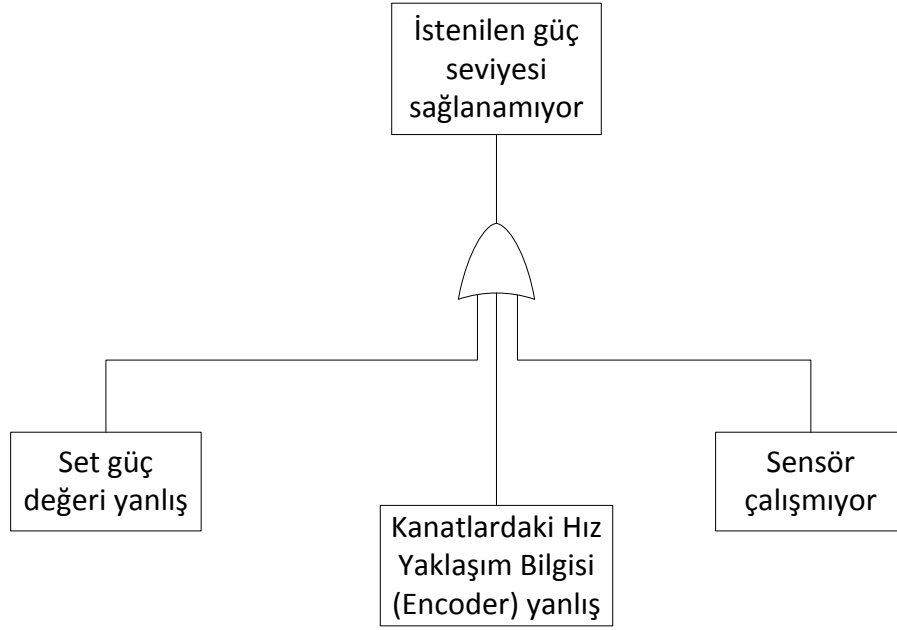 İstenilen güç
seviyesi
sağlanamıyor
Set güç
değeri yanlış
Kanatlardaki Hız
Yaklaşım Bilgisi
(Encoder) yanlış
Sensör
çalışmıyor